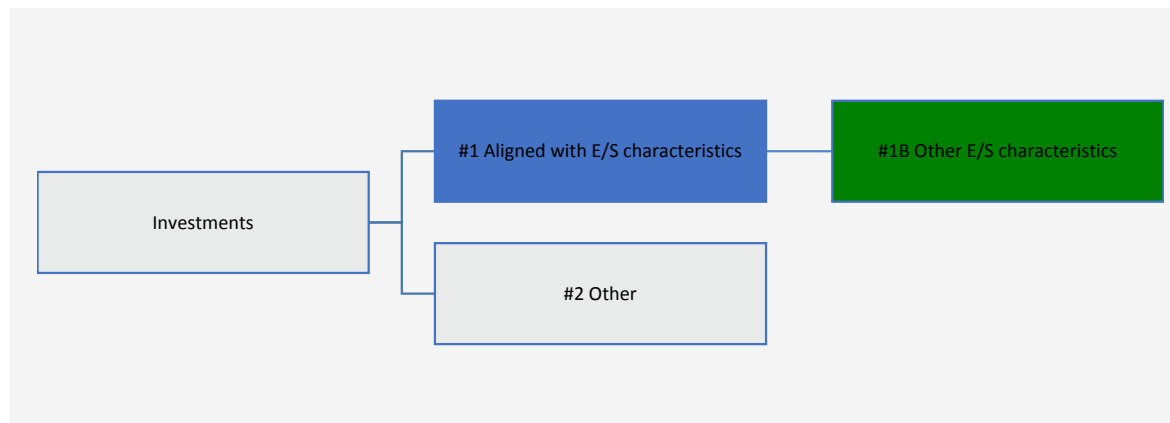 #1 Aligned with E/S characteristics
#1B Other E/S characteristics
Investments
#2 Other